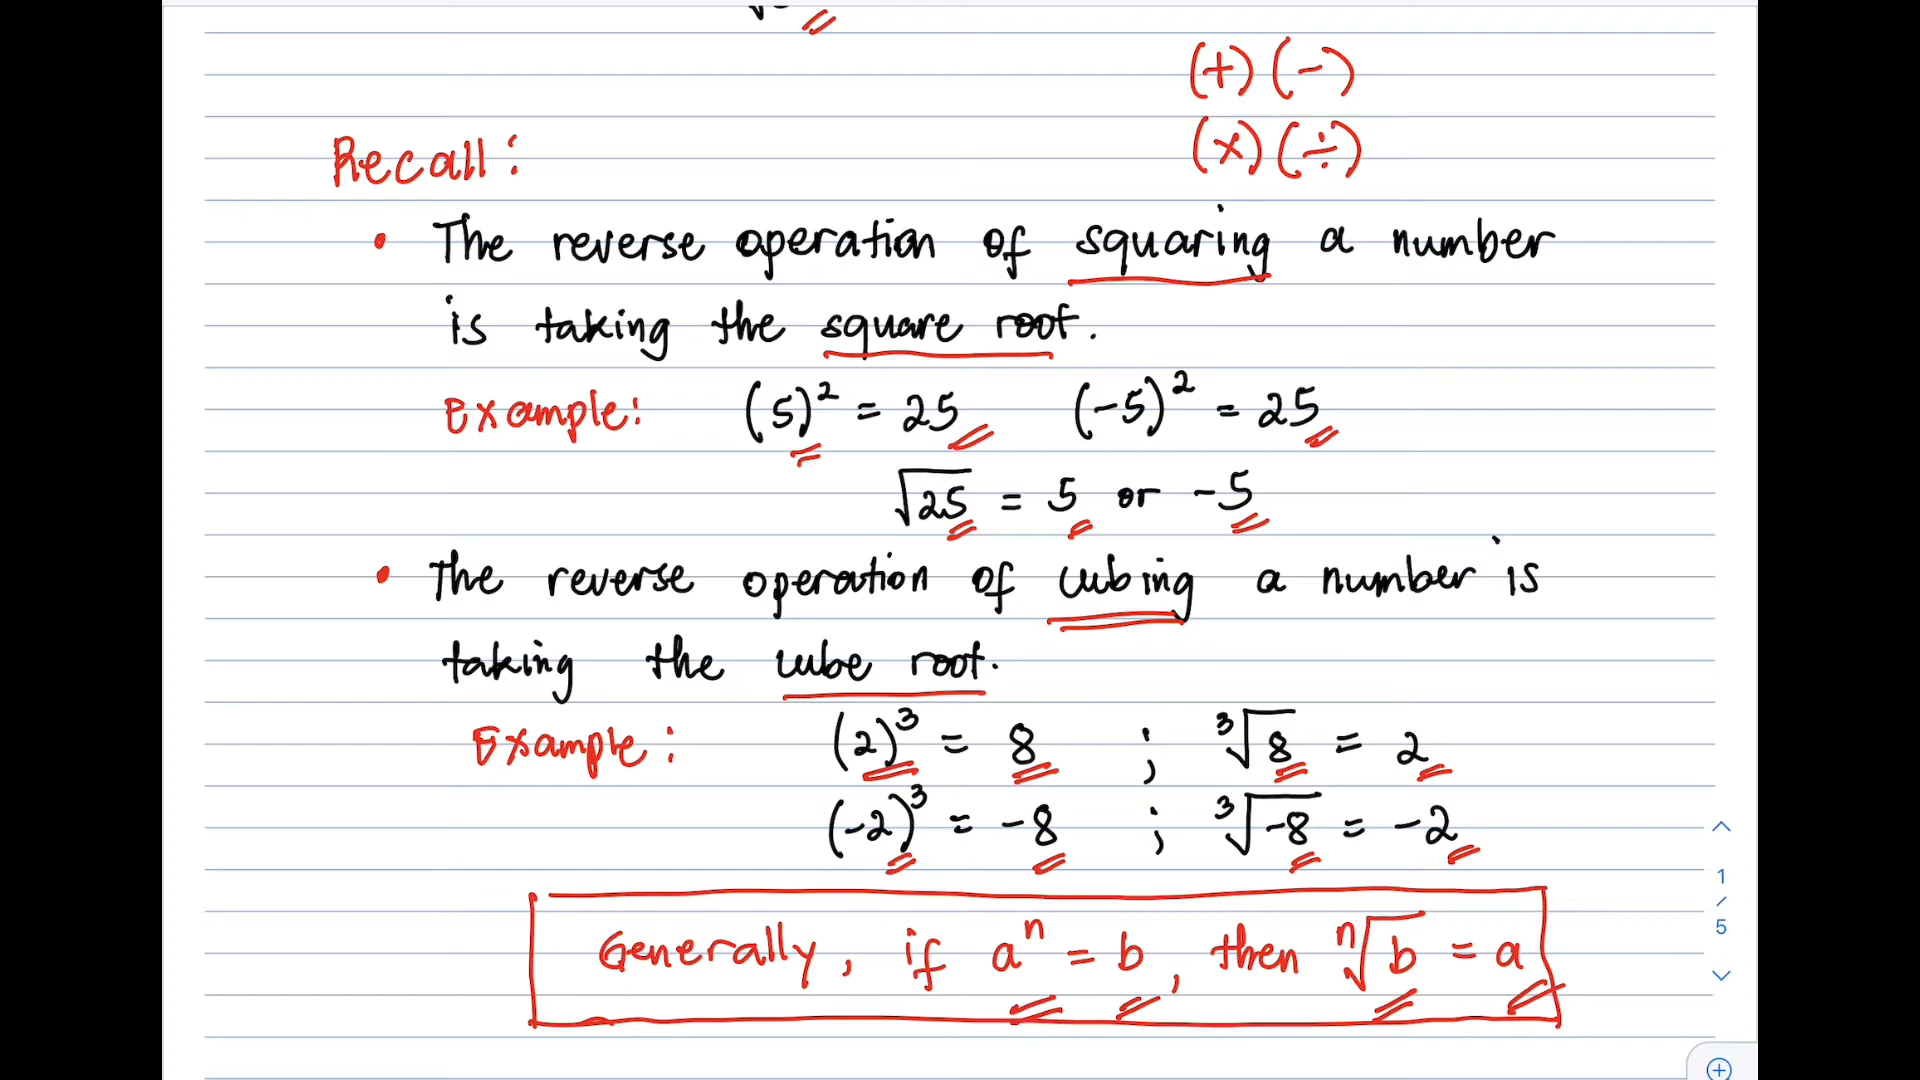 (+) (-)
(×) (÷)
Recall:
• The reverse operation of squaring a number
is taking the square root.
Example: (5)² = 25 (-5)² = 25
√25 = 5 or -5
• The reverse operation of cubing a number is
taking the cube root.
Example: (2)³ = 8 ; ³√8 = 2
(-2)³ = -8 ; ³√-8 = -2
Generally, if aⁿ = b, then ⁿ√b = a
1
/
5